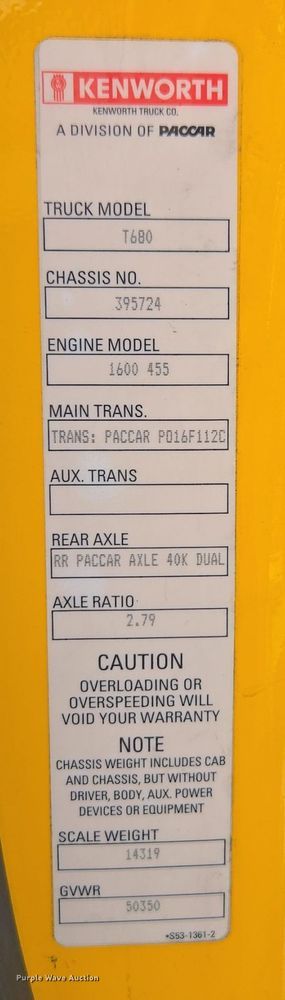 KENWORTH
KENWORTH TRUCK CO.
A DIVISION OF PACCAR
TRUCK MODEL
T680
CHASSIS NO.
395724
ENGINE MODEL
1600 455
MAIN TRANS.
TRANS: PACCAR PO16F112C
AUX. TRANS
REAR AXLE
RR PACCAR AXLE 40K DUAL
AXLE RATIO
2.79
CAUTION
OVERLOADING OR
OVERSPEEDING WILL
VOID YOUR WARRANTY
NOTE
CHASSIS WEIGHT INCLUDES CAB
AND CHASSIS, BUT WITHOUT
DRIVER, BODY, AUX. POWER
DEVICES OR EQUIPMENT
SCALE WEIGHT
14319
GVWR
50350
•S53-1361-2
Purple Wave Auction